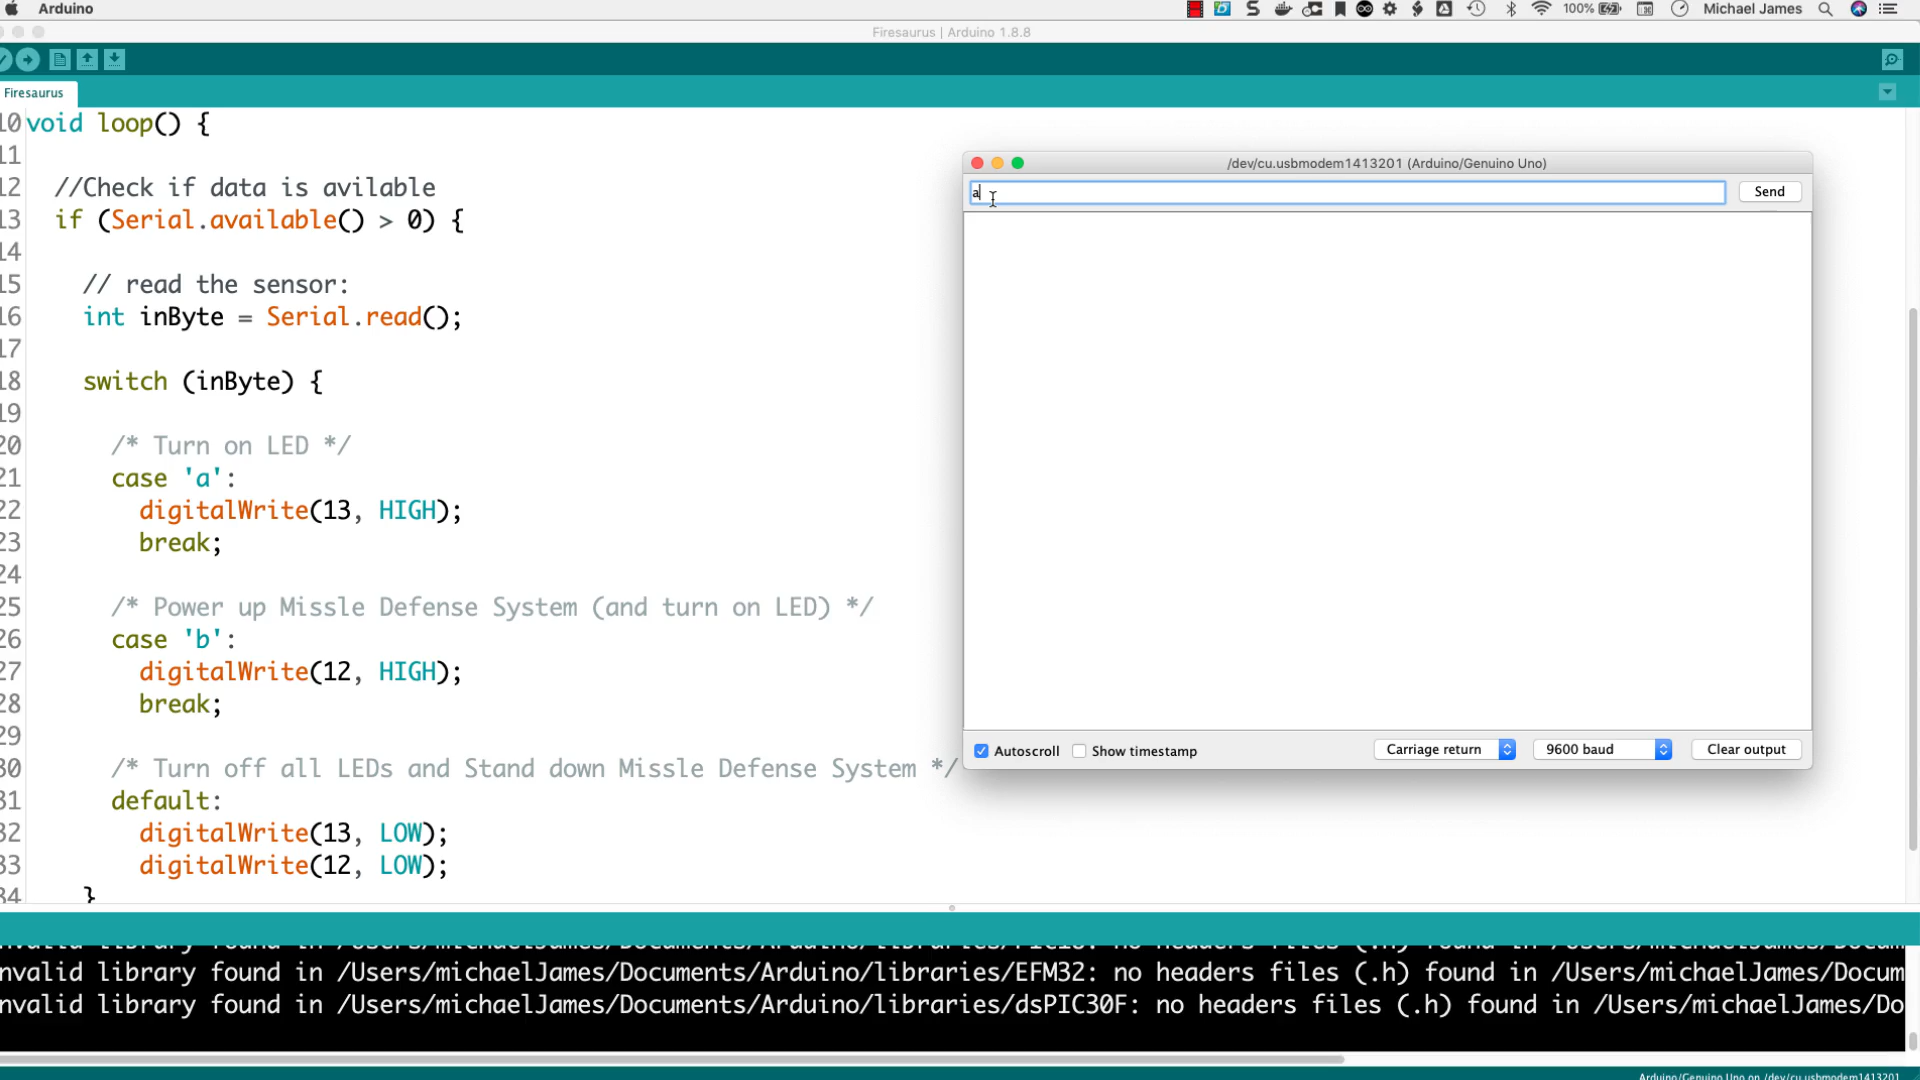 Arduino
100%
Michael James
Firesaurus | Arduino 1.8.8
Firesaurus
10 void loop() {
11
12 //Check if data is avilable
13 if (Serial.available() > 0) {
14
15 // read the sensor:
16 int inByte = Serial.read();
17
18 switch (inByte) {
19
20 /* Turn on LED */
21 case 'a':
22 digitalWrite(13, HIGH);
23 break;
24
25 /* Power up Missle Defense System (and turn on LED) */
26 case 'b':
27 digitalWrite(12, HIGH);
28 break;
29
30 /* Turn off all LEDs and Stand down Missle Defense System */
31 default:
32 digitalWrite(13, LOW);
33 digitalWrite(12, LOW);
34 }
/dev/cu.usbmodem1413201 (Arduino/Genuino Uno)
a
Send
Autoscroll
Show timestamp
Carriage return
9600 baud
Clear output
nvalid library found in /Users/michaelJames/Documents/Arduino/libraries/EFM32: no headers files (.h) found in /Users/michaelJames/Docum
nvalid library found in /Users/michaelJames/Documents/Arduino/libraries/dsPIC30F: no headers files (.h) found in /Users/michaelJames/Do
Arduino/Genuino Uno on /dev/cu.usbmodem1413201